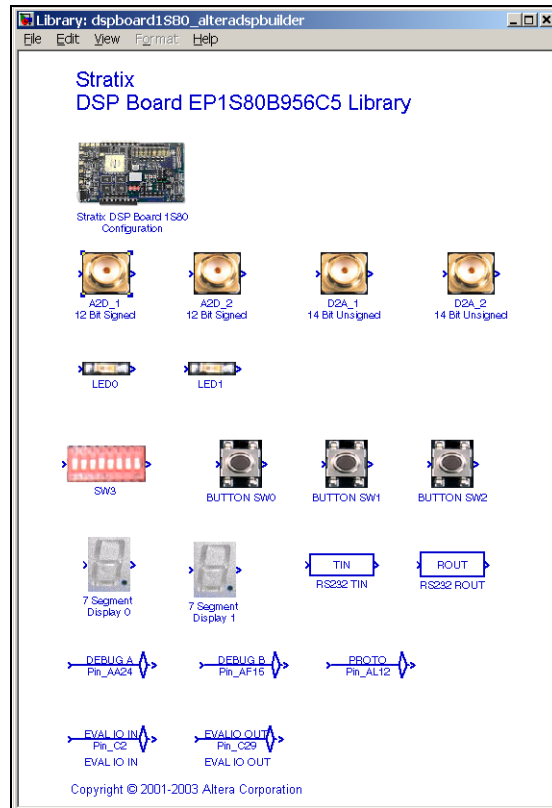 Library: dspboard1S80_alteradspbuilder
File Edit View Format Help
Stratix
DSP Board EP1S80B956C5 Library
Stratix DSP Board 1S80
Configuration
A2D_1 A2D_2 D2A_1 D2A_2
12 Bit Signed 12 Bit Signed 14 Bit Unsigned 14 Bit Unsigned
LED0 LED1
SW3 BUTTON SW0 BUTTON SW1 BUTTON SW2
TIN ROUT
RS232 TIN RS232 ROUT
7 Segment 7 Segment
Display 0 Display 1
DEBUG A DEBUG B PROTO
Pin_AA24 Pin_AF15 Pin_AL12
EVAL IO IN EVALIO OUT
Pin_C2 Pin_C29
EVAL IO IN EVAL IO OUT
Copyright © 2001-2003 Altera Corporation